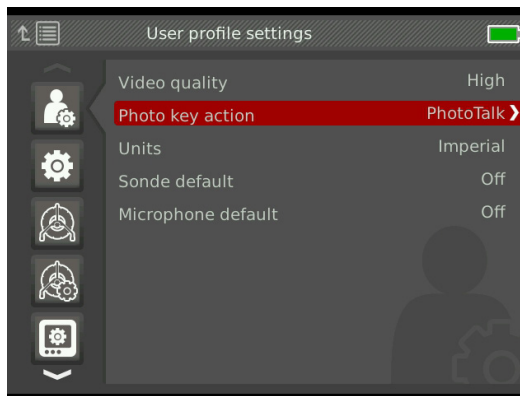 User profile settings
Video quality High
Photo key action PhotoTalk
Units Imperial
Sonde default Off
Microphone default Off